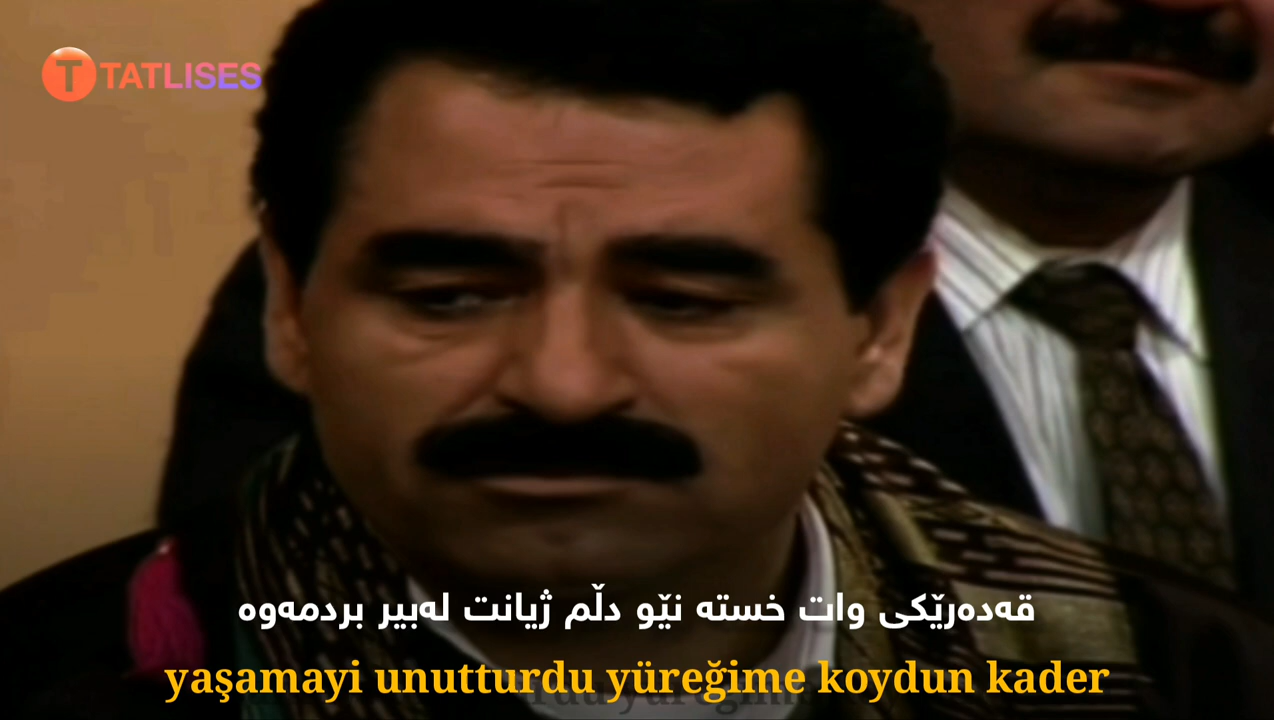 T TATLISES
قەدەرێکی وات خستە نێو دڵم ژیانت لەبیر بردمەوە
yaşamayi unutturdu yüreğime koydun kader